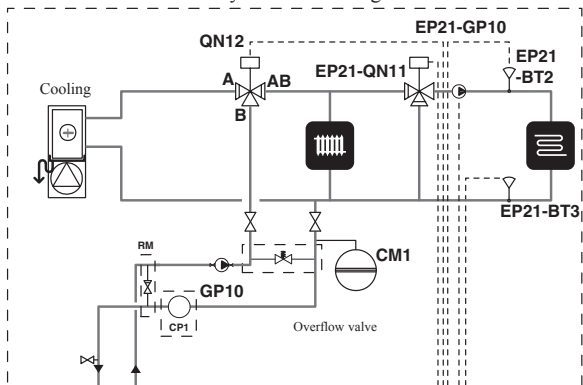 QN12
EP21-GP10
A
AB
EP21-QN11
EP21
-BT2
Cooling
B
EP21-BT3
RM
CM1
GP10
CP1
Overflow valve